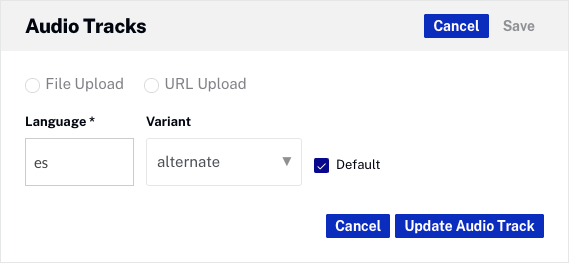 Audio Tracks
Cancel Save
File Upload URL Upload
Language * Variant
es alternate Default
Cancel Update Audio Track